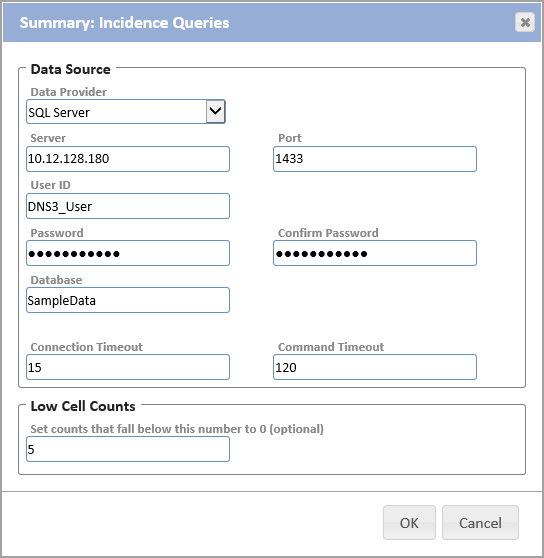 Summary: Incidence Queries
Data Source
Data Provider
SQL Server
Server Port
10.12.128.180 1433
User ID
DNS3_User
Password Confirm Password
●●●●●●●●●●● ●●●●●●●●●●●
Database
SampleData
Connection Timeout Command Timeout
15 120
Low Cell Counts
Set counts that fall below this number to 0 (optional)
5
OK Cancel